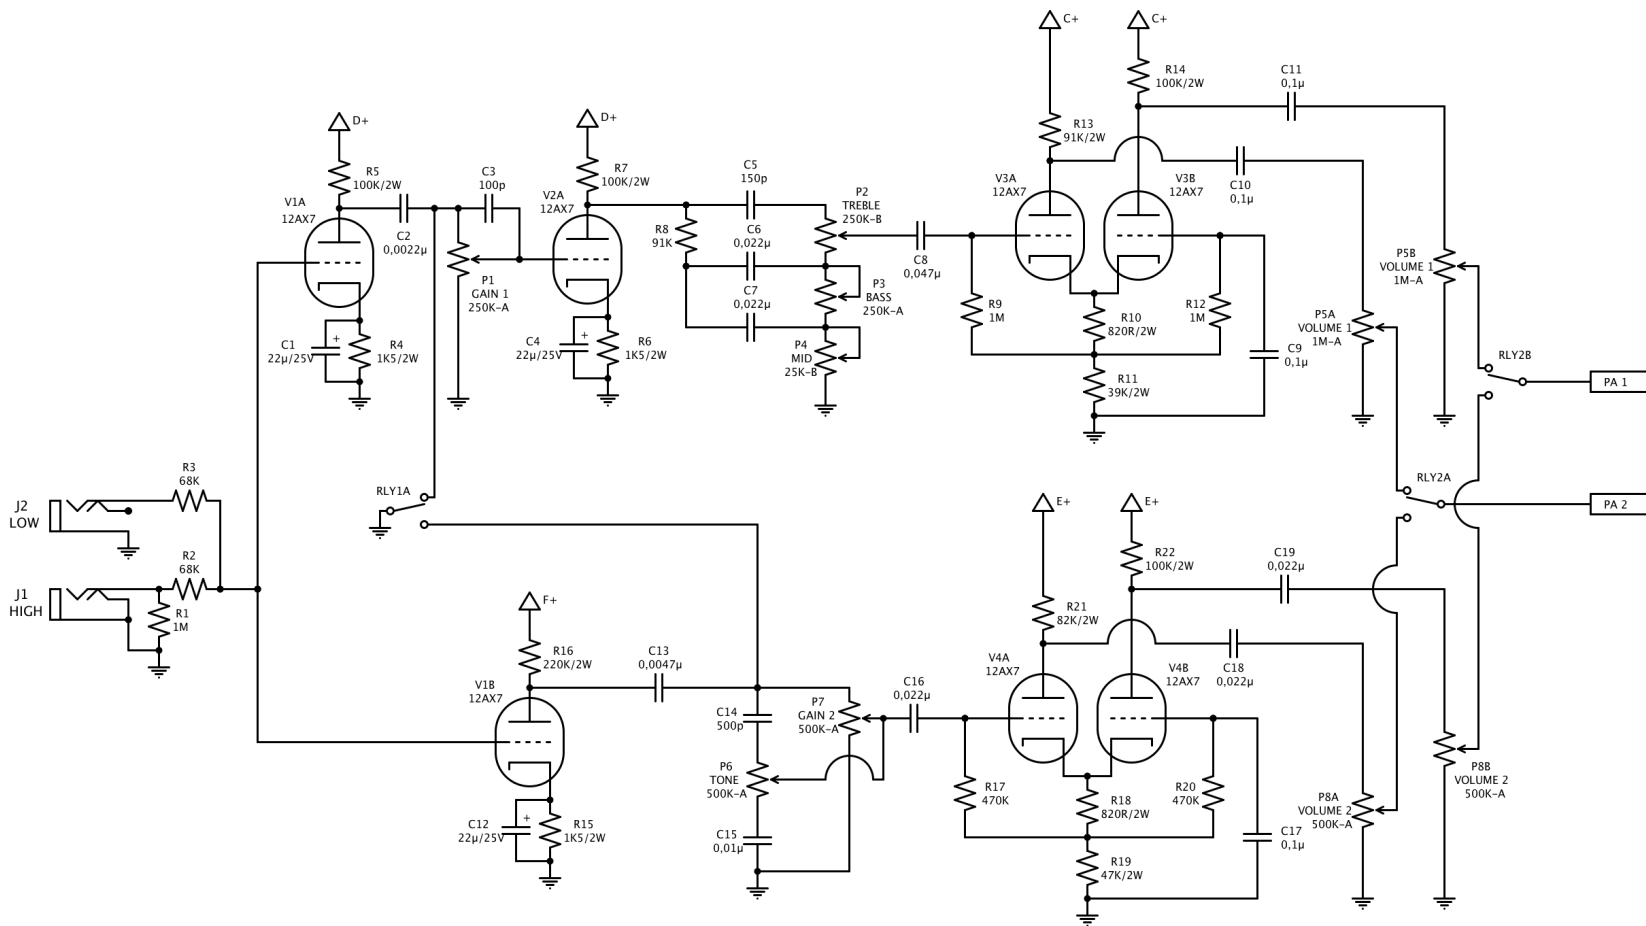 C+
C+
R14
100K/2W
C11
0,1µ
D+
D+
R13
91K/2W
R5
100K/2W
C3
100p
R7
100K/2W
C5
150p
V3A
12AX7
V3B
12AX7
C10
0,1µ
V1A
12AX7
V2A
12AX7
P2
TREBLE
250K-B
C2
0,0022µ
R8
91K
C6
0,022µ
C8
0,047µ
P5B
VOLUME 1
1M-A
P1
GAIN 1
250K-A
C7
0,022µ
P3
BASS
250K-A
R9
1M
R10
820R/2W
R12
1M
P5A
VOLUME 1
1M-A
C1
22µ/25V
+
R4
1K5/2W
C4
22µ/25V
+
R6
1K5/2W
P4
MID
25K-B
C9
0,1µ
RLY2B
R11
39K/2W
PA 1
R3
68K
J2
LOW
RLY1A
RLY2A
E+
E+
PA 2
R2
68K
J1
HIGH
R1
1M
R22
100K/2W
C19
0,022µ
F+
R21
82K/2W
R16
220K/2W
C13
0,0047µ
V4A
12AX7
V4B
12AX7
C18
0,022µ
V1B
12AX7
C16
0,022µ
P7
GAIN 2
500K-A
C14
500p
P6
TONE
500K-A
R17
470K
R18
820R/2W
R20
470K
P8A
VOLUME 2
500K-A
P8B
VOLUME 2
500K-A
C12
22µ/25V
+
R15
1K5/2W
C15
0,01µ
C17
0,1µ
R19
47K/2W